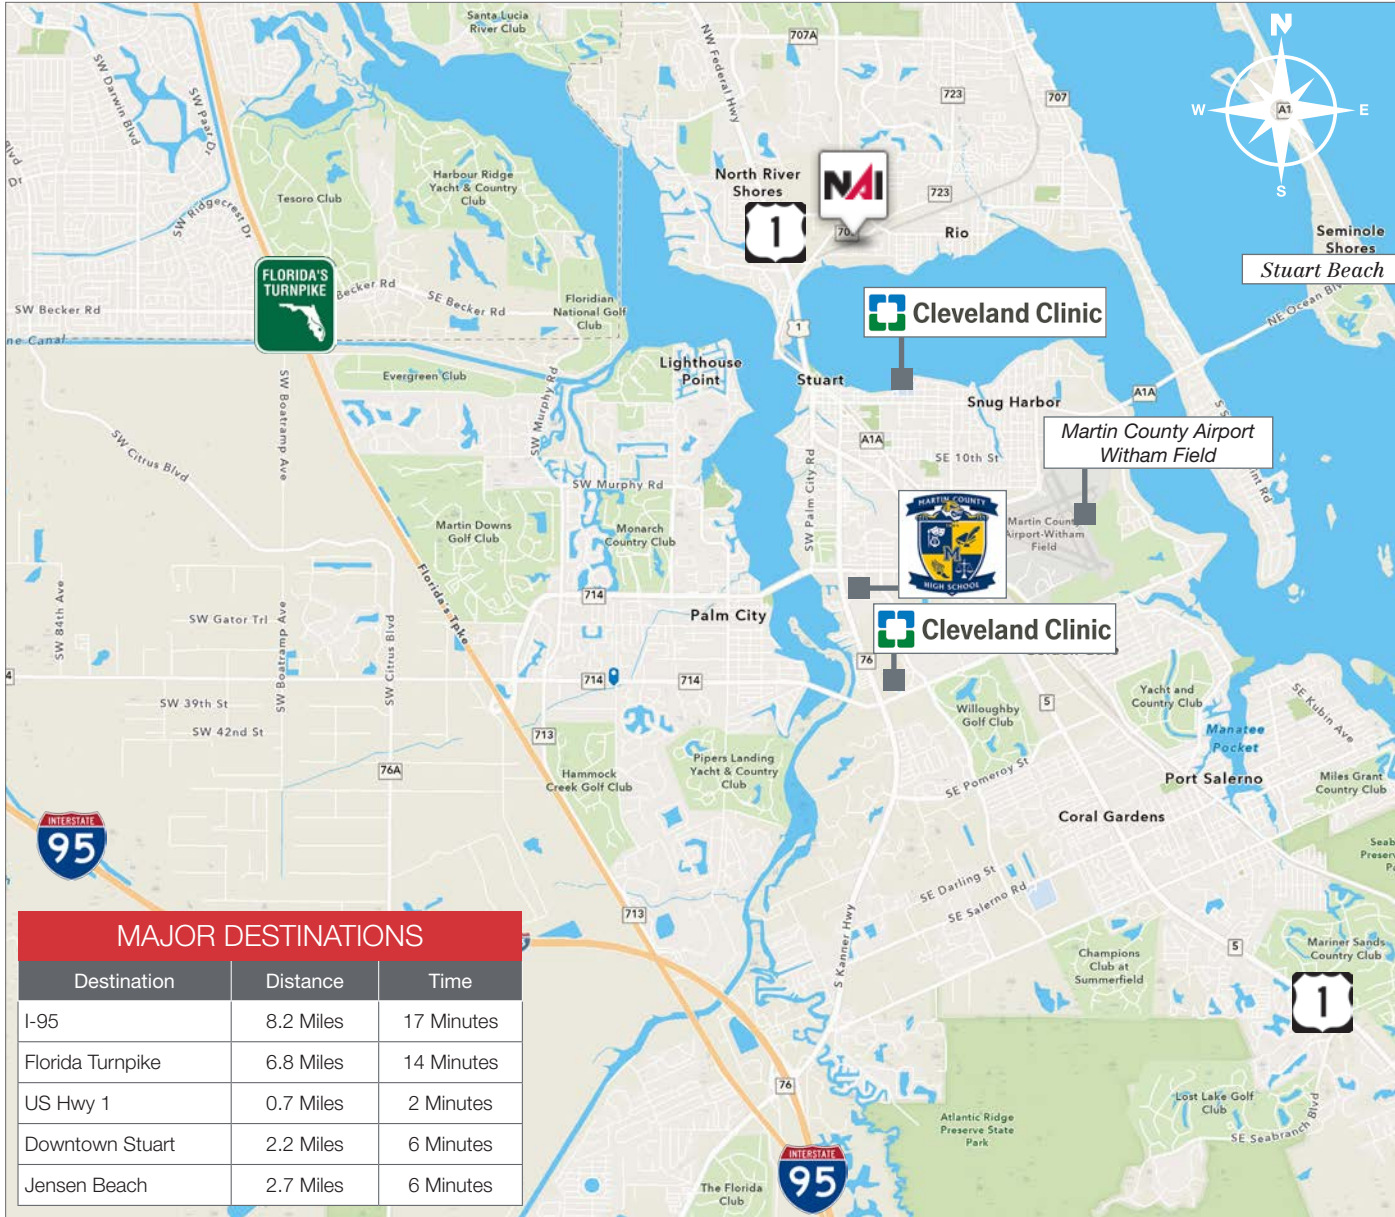 Santa Lucia
River Club
707A
NW Federal Hwy
N
SW Darwin Blvd
SW Paar Dr
723
707
W
A1
E
S
Harbour Ridge
Yacht & Country
Club
Tesoro Club
North River
Shores
NAI
723
SW Ridgecrest Dr
1
Rio
Seminole
Shores
Stuart Beach
FLORIDA'S
TURNPIKE
Becker Rd
SE Becker Rd
SW Becker Rd
Floridian
National Golf
Club
NE Ocean Blv
Cleveland Clinic
1
ne Canal
Lighthouse
Point
Evergreen Club
Stuart
Snug Harbor
A1A
SW Boatramp Ave
SW Murphy Rd
SW Citrus Blvd
A1A
Martin County Airport
Witham Field
SE 10th St
SW Palm City Rd
SW Murphy Rd
Martin Downs
Golf Club
Monarch
Country Club
MARTIN COUNTY
M
HIGH SCHOOL
Martin County
Airport-Witham
Field
Florida's Tpke
714
SW 84th Ave
SW Gator Trl
SW Boatramp Ave
SW Citrus Blvd
Palm City
Cleveland Clinic
76
4
714
714
SW 39th St
SW 42nd St
713
Willoughby
Golf Club
5
Yacht and
Country Club
SE Kubin Ave
Manatee
Pocket
76A
Hammock
Creek Golf Club
Pipers Landing
Yacht & Country
Club
SE Pomeroy St
Port Salerno
Miles Grant
Country Club
Coral Gardens
INTERSTATE
95
SE Darling St
SE Salerno Rd
713
S Kanner Hwy
Champions
Club at
Summerfield
5
Mariner Sands
Country Club
1
MAJOR DESTINATIONS
Destination Distance Time
I-95 8.2 Miles 17 Minutes
Florida Turnpike 6.8 Miles 14 Minutes
US Hwy 1 0.7 Miles 2 Minutes
Downtown Stuart 2.2 Miles 6 Minutes
Jensen Beach 2.7 Miles 6 Minutes
76
Atlantic Ridge
Preserve State
Park
Lost Lake Golf
Club
SE Seabranch Blvd
INTERSTATE
95
The Florida
Club